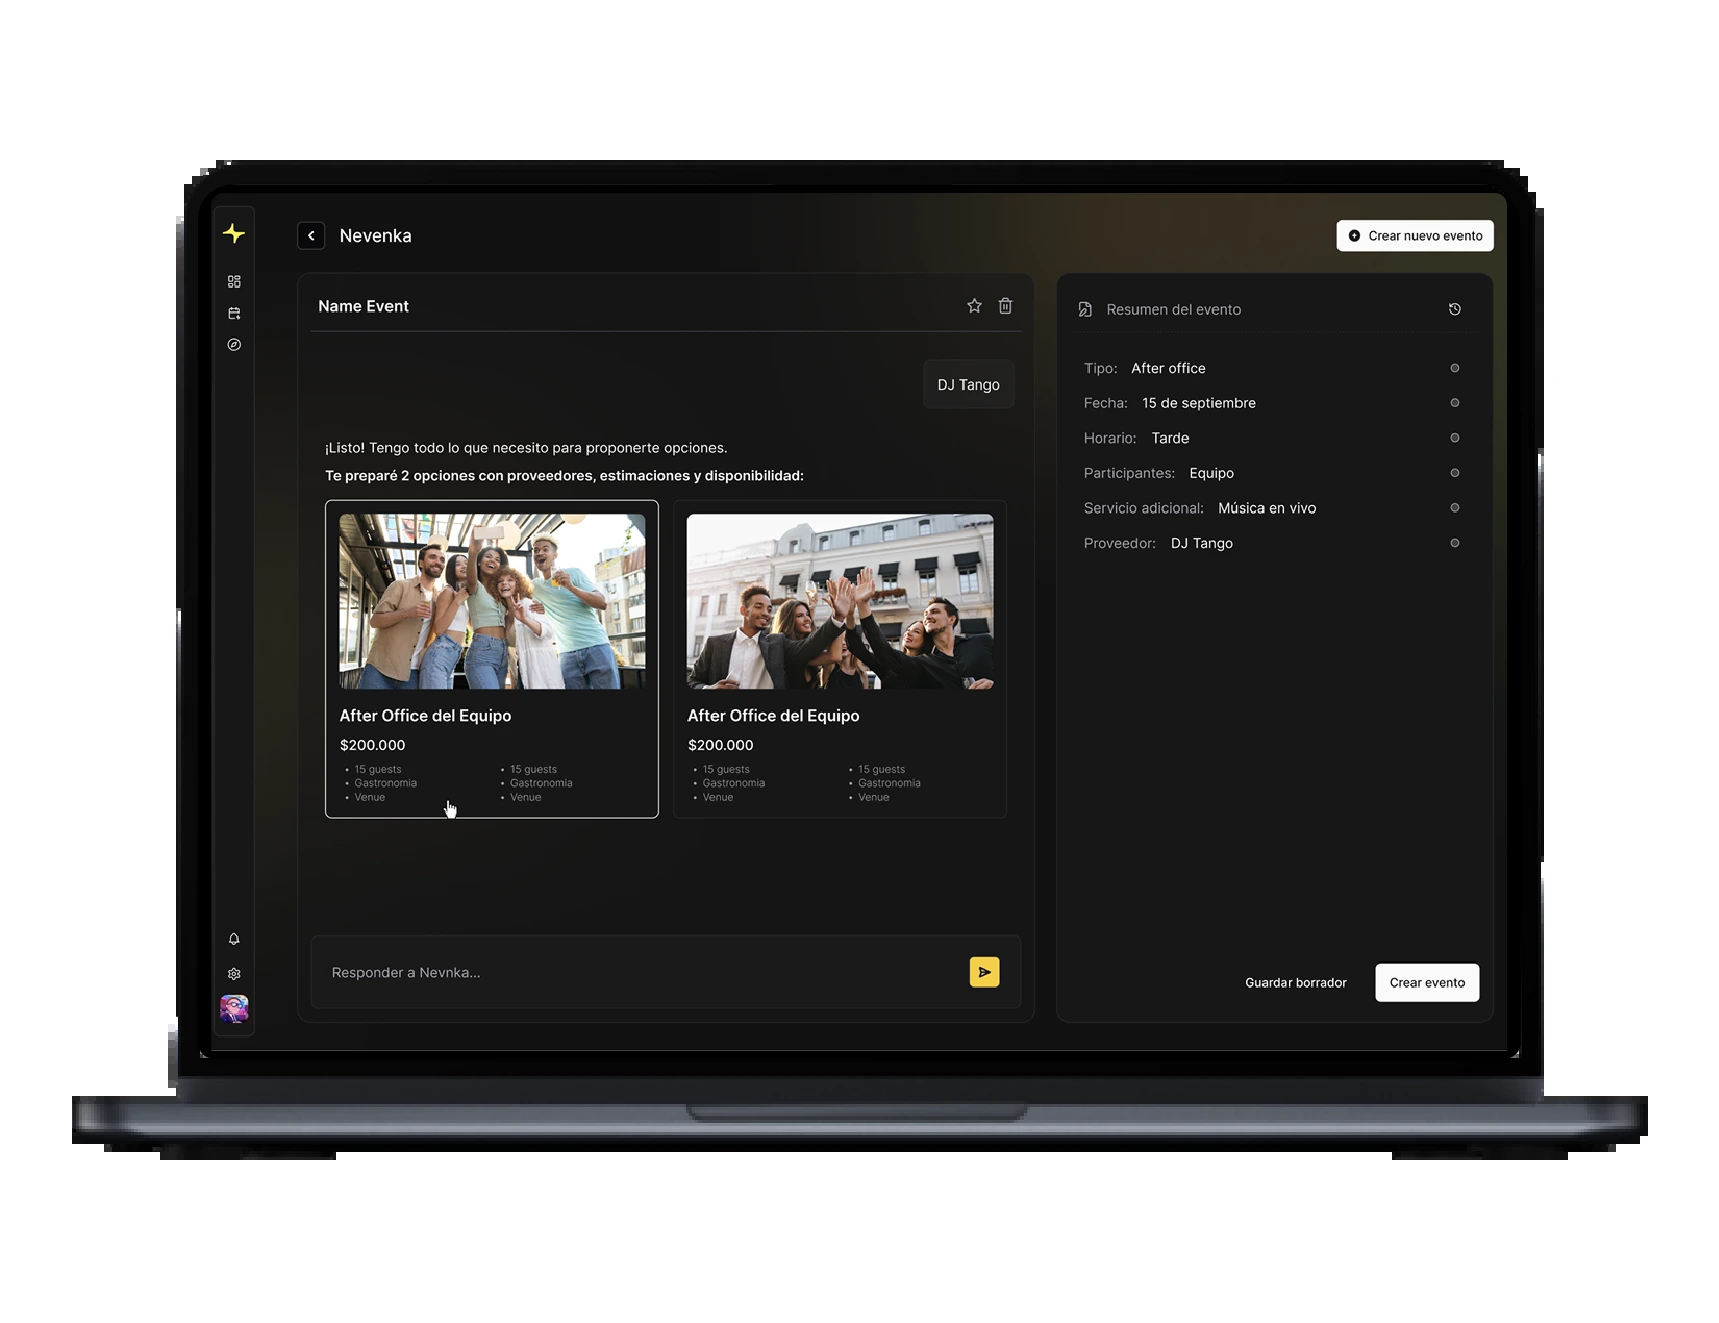 Nevenka
Crear nuevo evento
Name Event
DJ Tango
¡Listo! Tengo todo lo que necesito para proponerte opciones.
Te preparé 2 opciones con proveedores, estimaciones y disponibilidad:
After Office del Equipo
$200.000
• 15 guests
• Gastronomia
• Venue
• 15 guests
• Gastronomia
• Venue
After Office del Equipo
$200.000
• 15 guests
• Gastronomia
• Venue
• 15 guests
• Gastronomia
• Venue
Responder a Nevnka...
Resumen del evento
Tipo: After office
Fecha: 15 de septiembre
Horario: Tarde
Participantes: Equipo
Servicio adicional: Música en vivo
Proveedor: DJ Tango
Guardar borrador
Crear evento